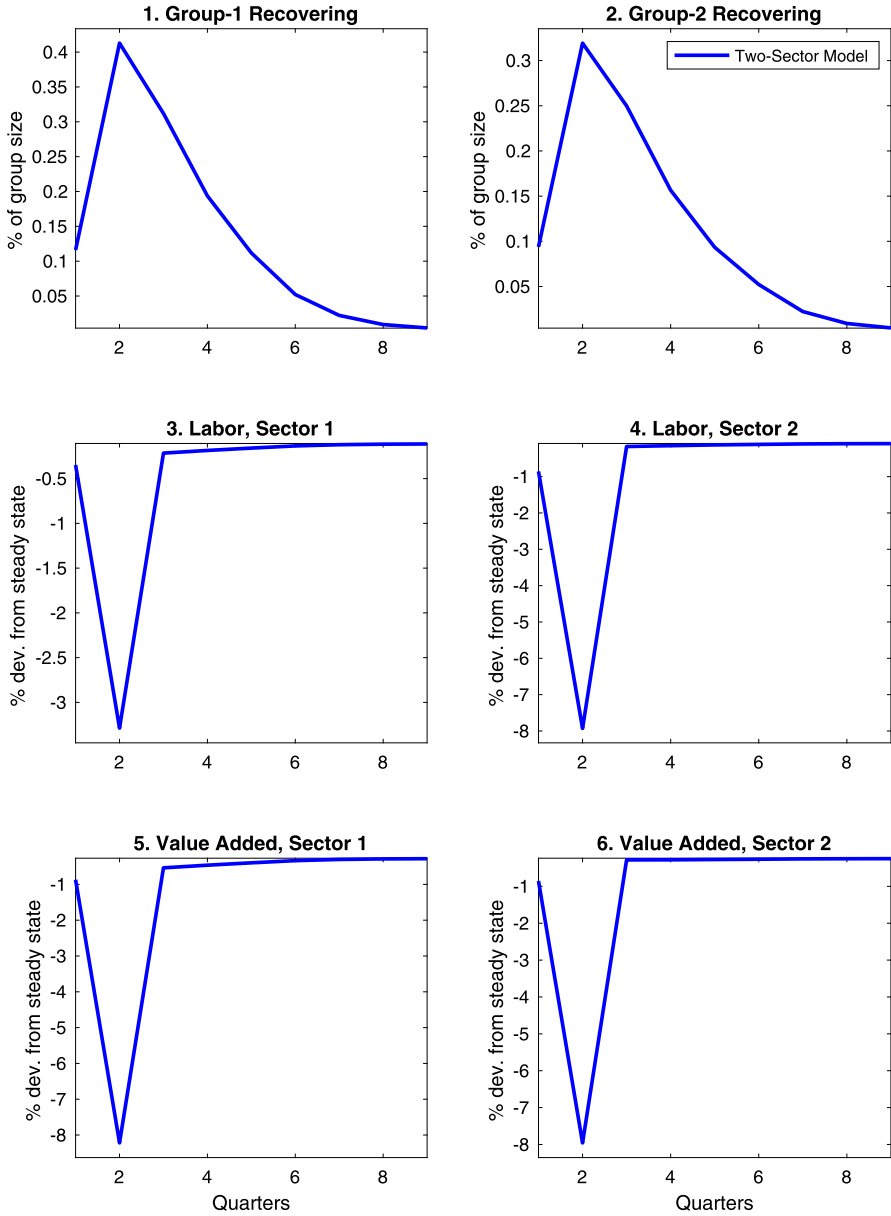 1. Group-1 Recovering
% of group size
0.4
0.35
0.3
0.25
0.2
0.15
0.1
0.05
2 4 6 8
2. Group-2 Recovering
Two-Sector Model
% of group size
0.3
0.25
0.2
0.15
0.1
0.05
2 4 6 8
3. Labor, Sector 1
% dev. from steady state
-0.5
-1
-1.5
-2
-2.5
-3
2 4 6 8
4. Labor, Sector 2
% dev. from steady state
-1
-2
-3
-4
-5
-6
-7
-8
2 4 6 8
5. Value Added, Sector 1
% dev. from steady state
-1
-2
-3
-4
-5
-6
-7
-8
2 4 6 8
Quarters
6. Value Added, Sector 2
% dev. from steady state
-1
-2
-3
-4
-5
-6
-7
-8
2 4 6 8
Quarters